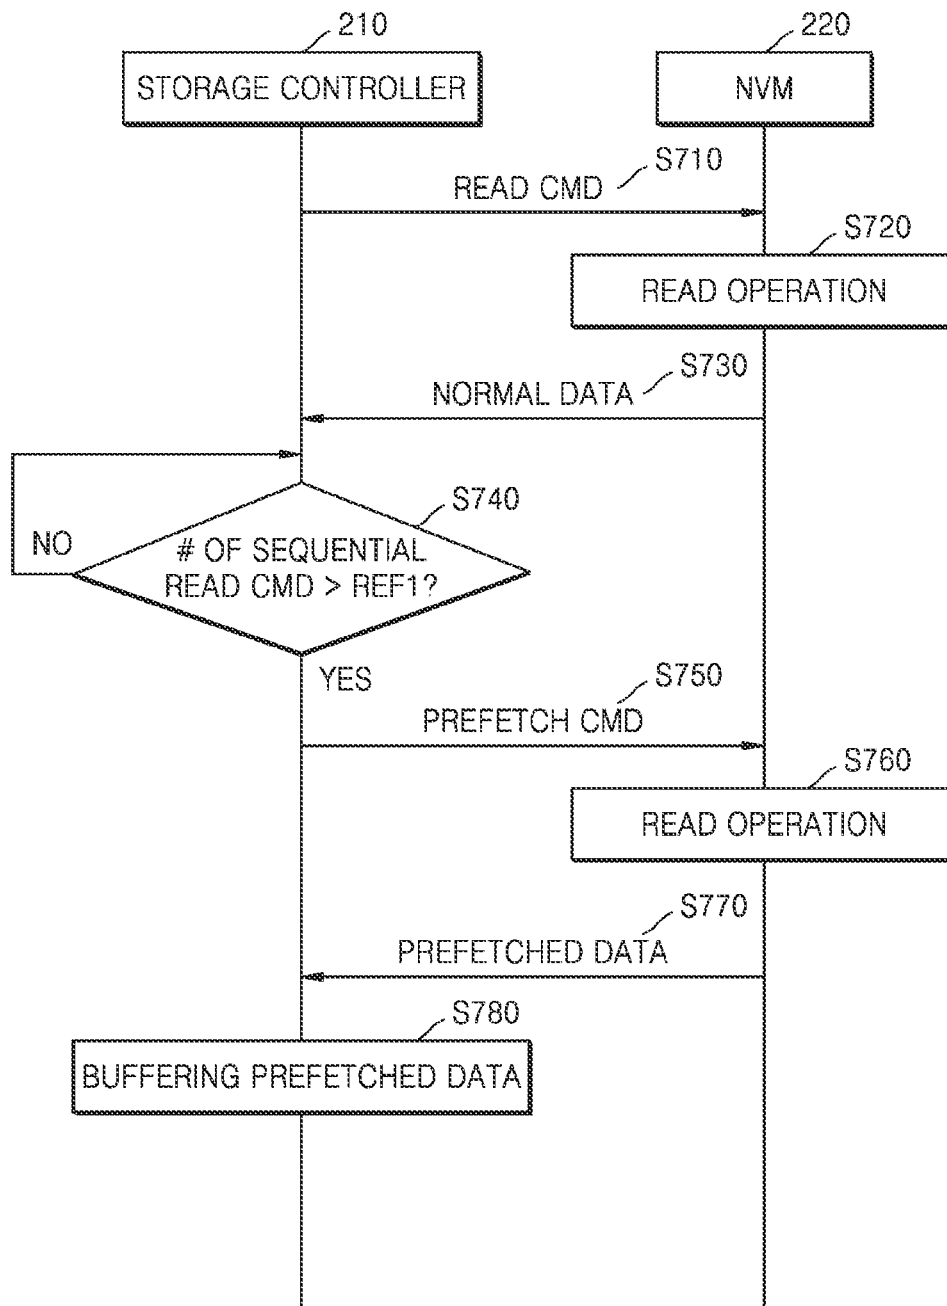 210
220
STORAGE CONTROLLER
NVM
S710
READ CMD
S720
READ OPERATION
S730
NORMAL DATA
S740
NO
# OF SEQUENTIAL
READ CMD > REF1?
YES
S750
PREFETCH CMD
S760
READ OPERATION
S770
PREFETCHED DATA
S780
BUFFERING PREFETCHED DATA